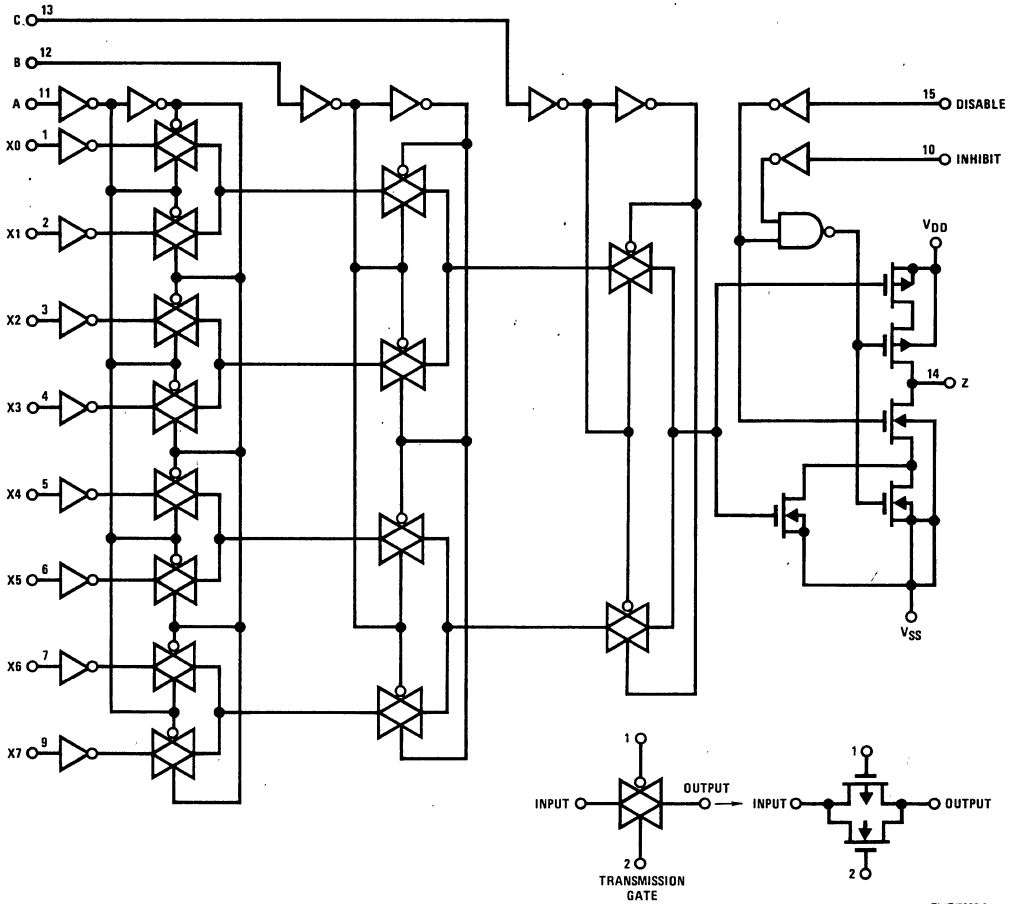 C 13
B 12
A 11
X0 1
X1 2
X2 3
X3 4
X4 5
X5 6
X6 7
X7 9
15 DISABLE
10 INHIBIT
VDD
14 Z
VSS
1
INPUT
OUTPUT
2
TRANSMISSION
GATE
1
INPUT
OUTPUT
2